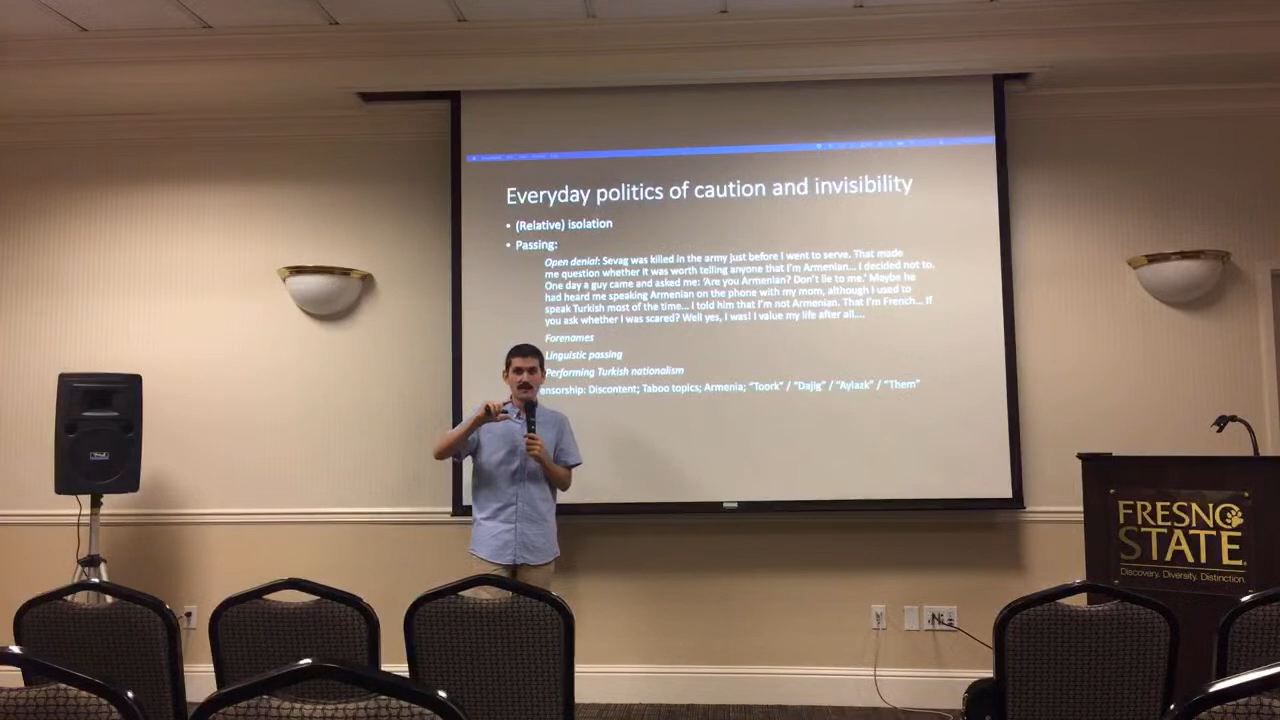 Everyday politics of caution and invisibility
• (Relative) isolation
• Passing:
Open denial: Sevag was killed in the army just before I went to serve. That made
me question whether it was worth telling anyone that I'm Armenian... I decided not to.
One day a guy came and asked me: 'Are you Armenian? Don't lie to me.' Maybe he
had heard me speaking Armenian on the phone with my mom, although I used to
speak Turkish most of the time... I told him that I'm not Armenian. That I'm French... If
you ask whether I was scared? Well yes, I was! I value my life after all....
Forenames
Linguistic passing
Performing Turkish nationalism
ensorship: Discontent; Taboo topics; Armenia; "Toork" / "Dajig" / "Aylazk" / "Them"
FRESNO
STATE
Discovery. Diversity. Distinction.